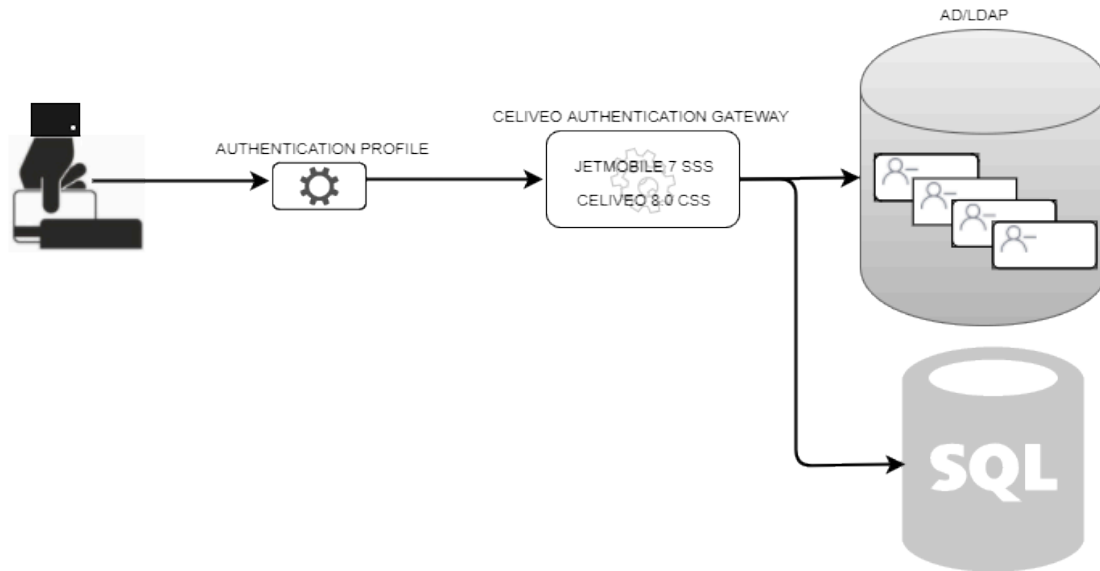 AD/LDAP
CELIVEO AUTHENTICATION GATEWAY
AUTHENTICATION PROFILE
JETMOBILE 7 SSS
CELIVEO 8.0 CSS
SQL